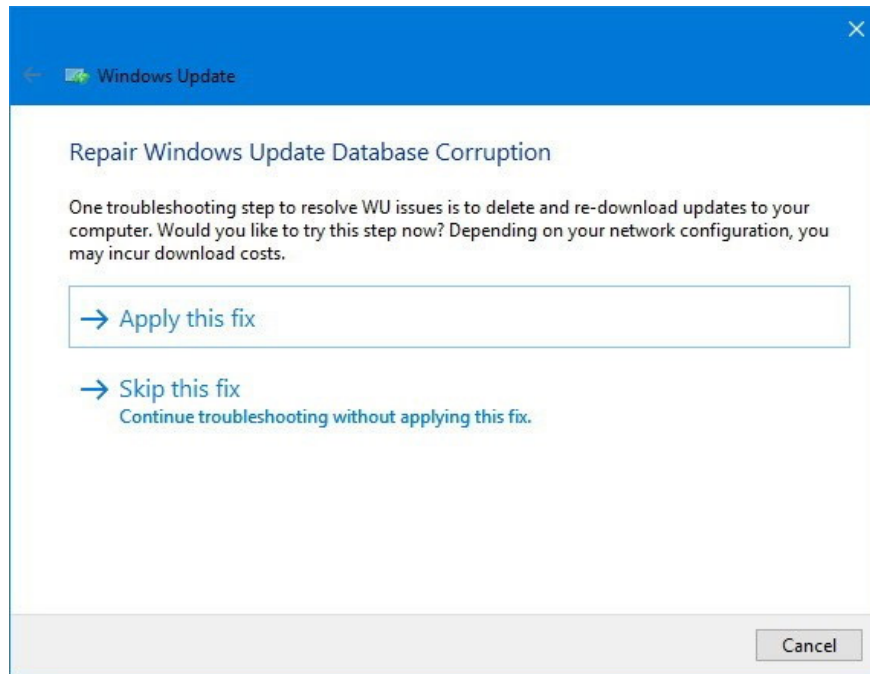 Windows Update
Repair Windows Update Database Corruption
One troubleshooting step to resolve WU issues is to delete and re-download updates to your
computer. Would you like to try this step now? Depending on your network configuration, you
may incur download costs.
Apply this fix
Skip this fix
Continue troubleshooting without applying this fix.
Cancel